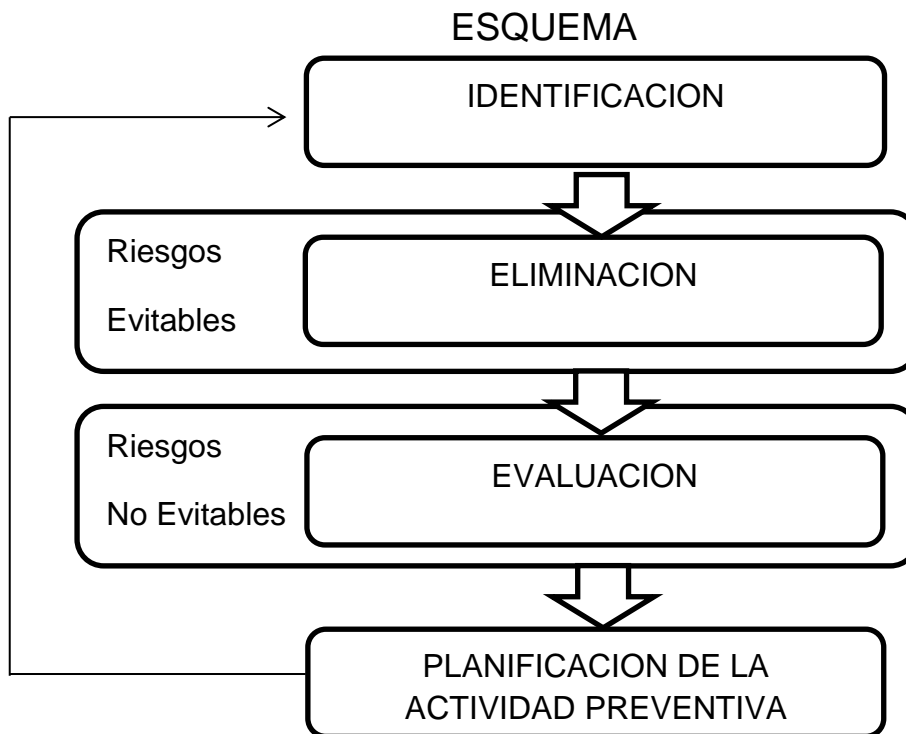 ESQUEMA
IDENTIFICACION
Riesgos
Evitables
ELIMINACION
Riesgos
No Evitables
EVALUACION
PLANIFICACION DE LA
ACTIVIDAD PREVENTIVA